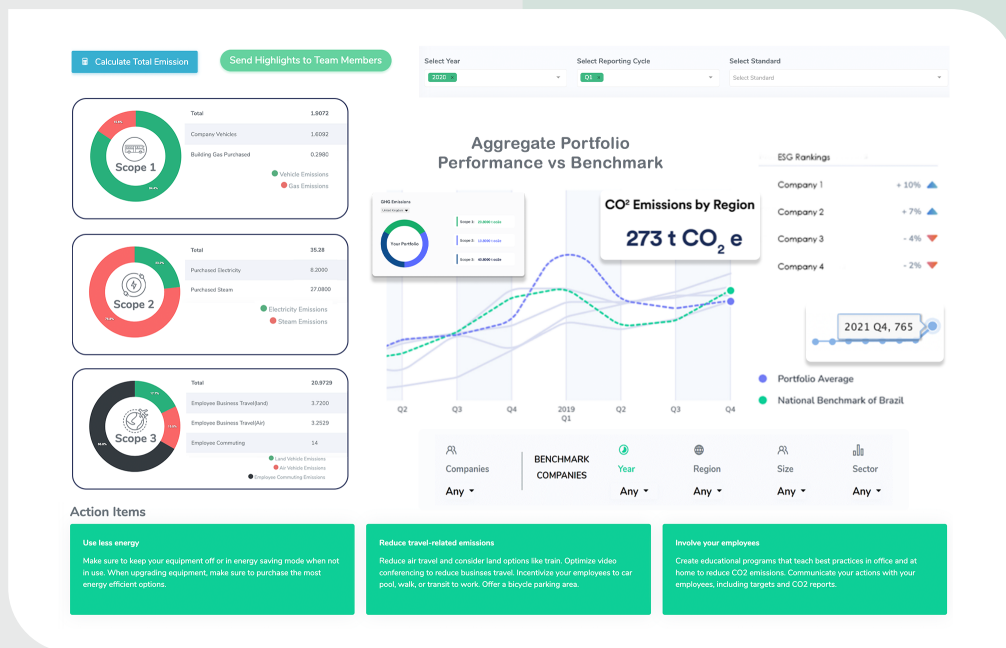 Calculate Total Emission
Send Highlights to Team Members
Select Year
2020 ×
Select Reporting Cycle
Q1 ×
Select Standard
Select Standard
Scope 1
Total 1.9072
Company Vehicles 1.6092
Building Gas Purchased 0.2980
Vehicle Emissions
Gas Emissions
Scope 2
Total 35.28
Purchased Electricity 8.2000
Purchased Steam 27.0800
Electricity Emissions
Steam Emissions
Scope 3
Total 20.9729
Employee Business Travel(land) 3.7200
Employee Business Travel(Air) 3.2529
Employee Commuting 14
Land Vehicle Emissions
Air Vehicle Emissions
Employee Commuting Emissions
Aggregate Portfolio
Performance vs Benchmark
GHG Emissions
Your Portfolio
Scope 1:
Scope 2:
Scope 3:
CO² Emissions by Region
273 t CO2 e
Q2
Q3
Q4
2019
Q1
Q2
Q3
Q4
ESG Rankings
Company 1 + 10%
Company 2 + 7%
Company 3 - 4%
Company 4 - 2%
2021 Q4, 765
Portfolio Average
National Benchmark of Brazil
Companies
Any
BENCHMARK
COMPANIES
Year
Any
Region
Any
Size
Any
Sector
Any
Action Items
Use less energy
Make sure to keep your equipment off or in energy saving mode when not
in use. When upgrading equipment, make sure to purchase the most
energy efficient options.
Reduce travel-related emissions
Reduce air travel and consider land options like train. Optimize video
conferencing to reduce business travel. Incentivize your employees to car
pool, walk, or transit to work. Offer a bicycle parking area.
Involve your employees
Create educational programs that teach best practices in office and at
home to reduce CO2 emissions. Communicate your actions with your
employees, including targets and CO2 reports.